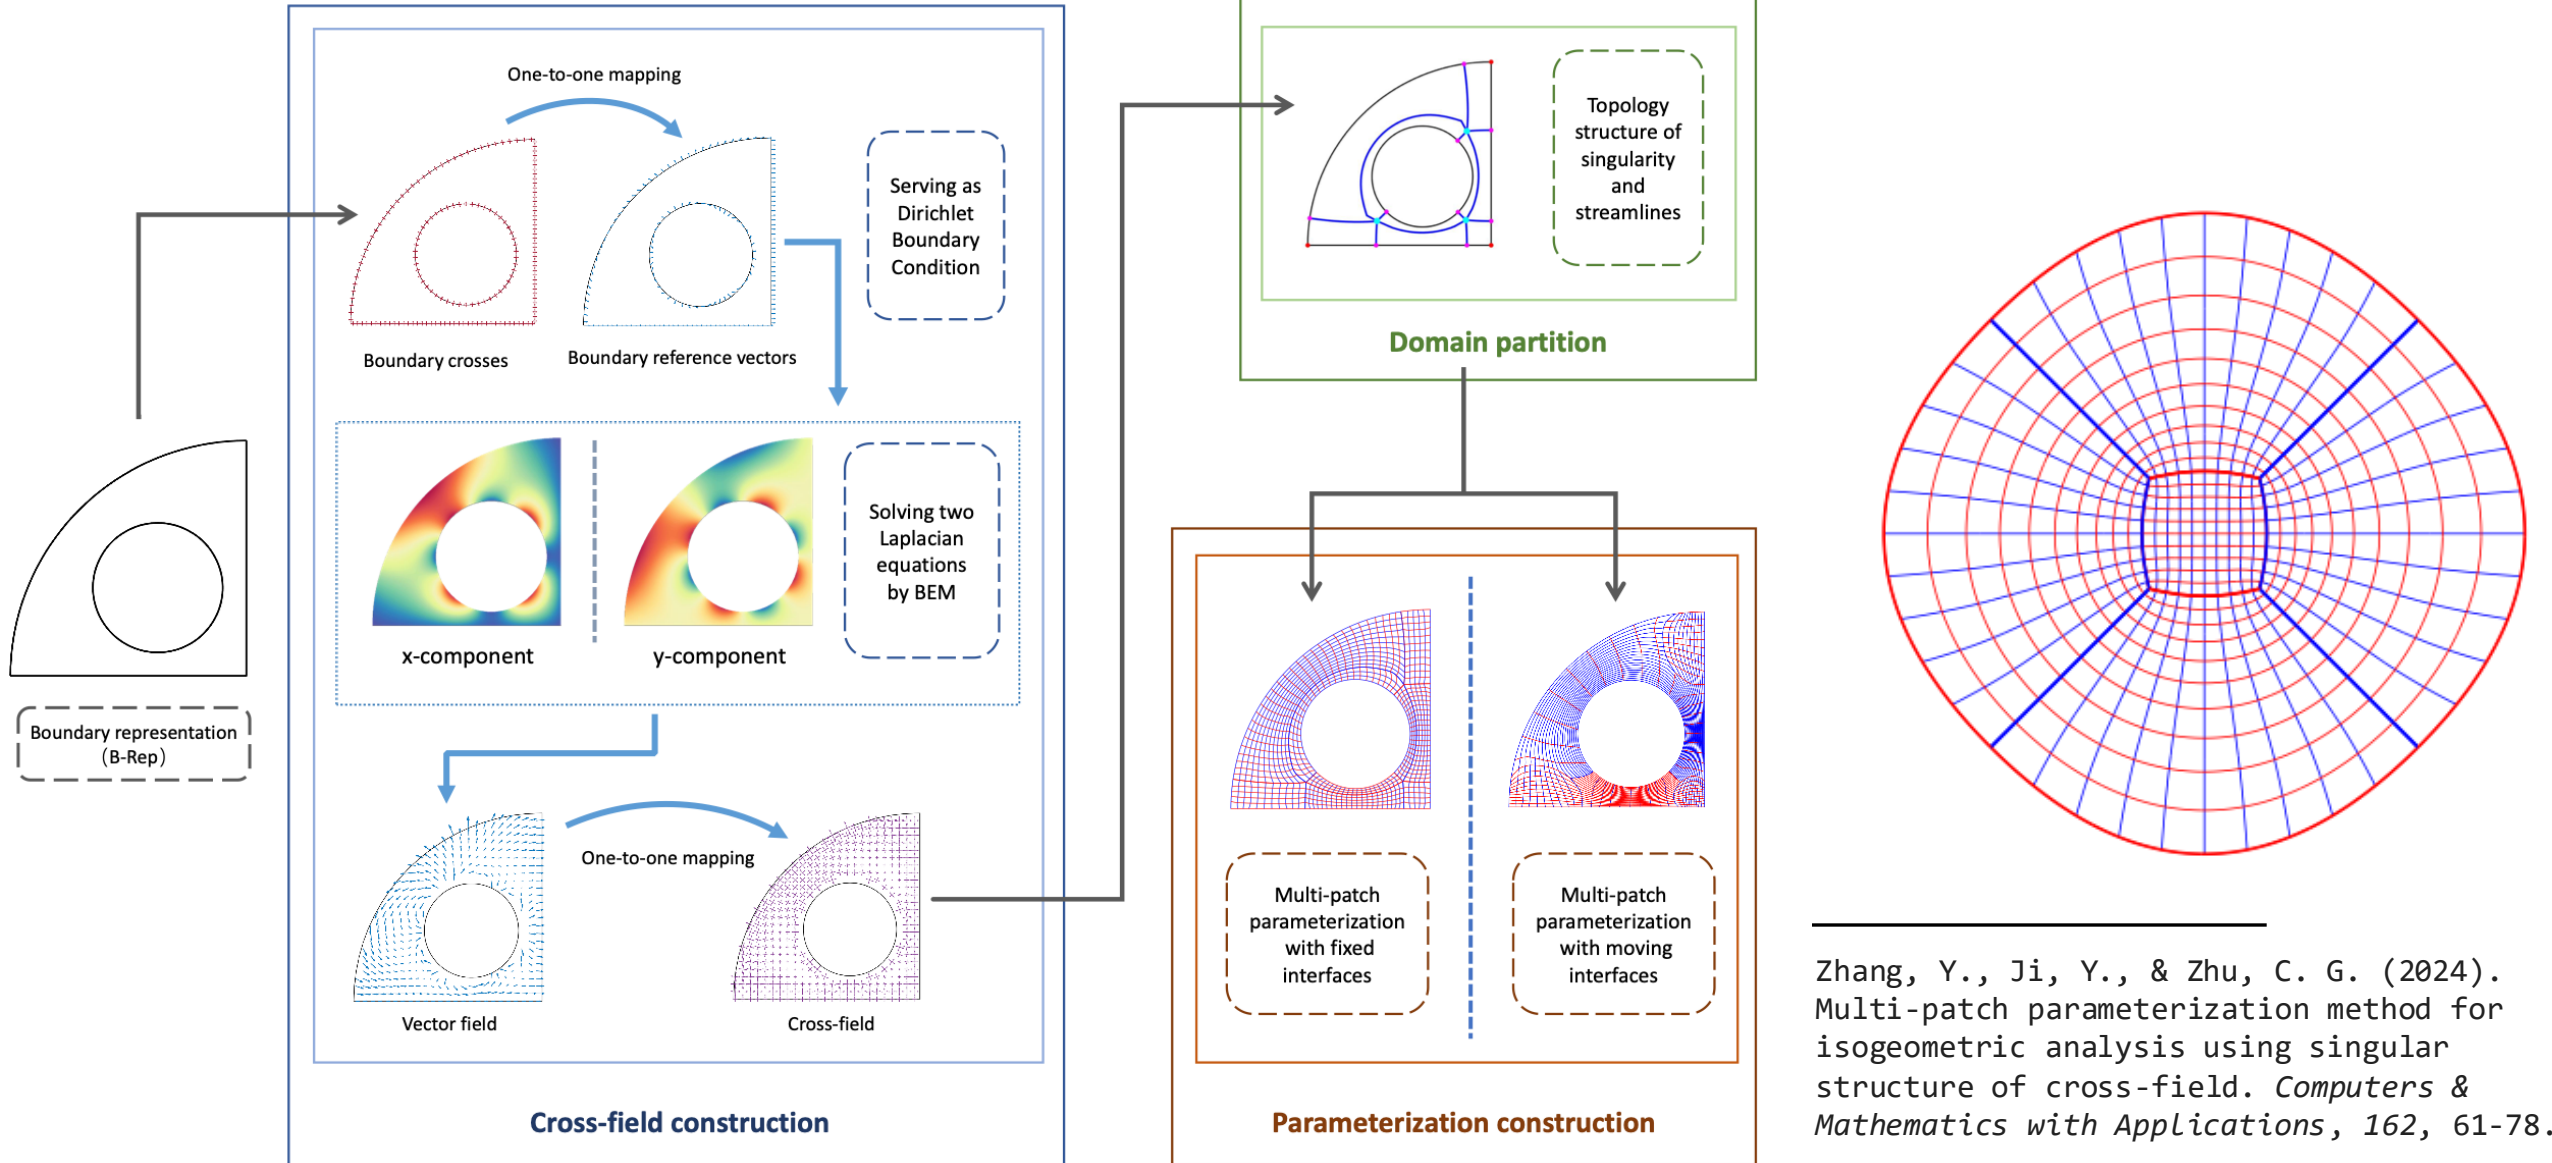 Boundary representation
（B-Rep）
One-to-one mapping
Boundary crosses
Boundary reference vectors
Serving as
Dirichlet
Boundary
Condition
x-component
y-component
Solving two
Laplacian
equations
by BEM
Vector field
One-to-one mapping
Cross-field
Cross-field construction
Topology
structure of
singularity
and
streamlines
Domain partition
Multi-patch
parameterization
with fixed
interfaces
Multi-patch
parameterization
with moving
interfaces
Parameterization construction
Zhang, Y., Ji, Y., & Zhu, C. G. (2024).
Multi-patch parameterization method for
isogeometric analysis using singular
structure of cross-field. Computers &
Mathematics with Applications, 162, 61-78.